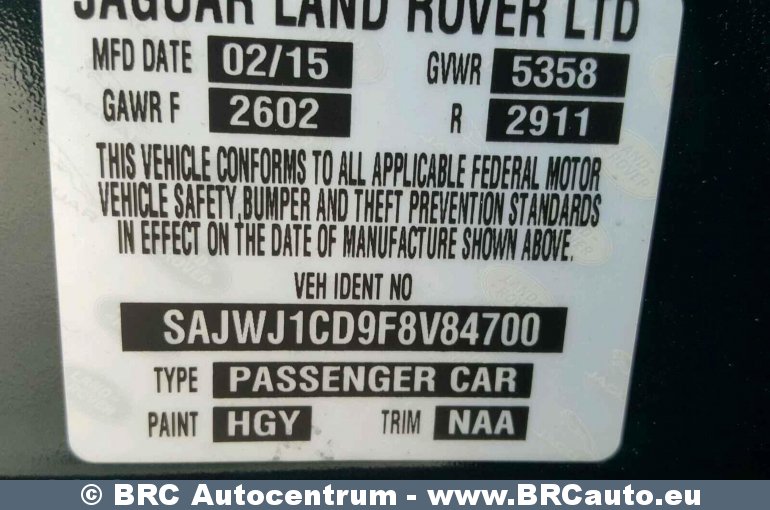 JAGUAR LAND ROVER LTD
MFD DATE 02/15 GVWR 5358
GAWR F 2602 R 2911
THIS VEHICLE CONFORMS TO ALL APPLICABLE FEDERAL MOTOR
VEHICLE SAFETY,BUMPER AND THEFT PREVENTION STANDARDS
IN EFFECT ON THE DATE OF MANUFACTURE SHOWN ABOVE.
VEH IDENT NO
SAJWJ1CD9F8V84700
TYPE PASSENGER CAR
PAINT HGY TRIM NAA
© BRC Autocentrum - www.BRCauto.eu